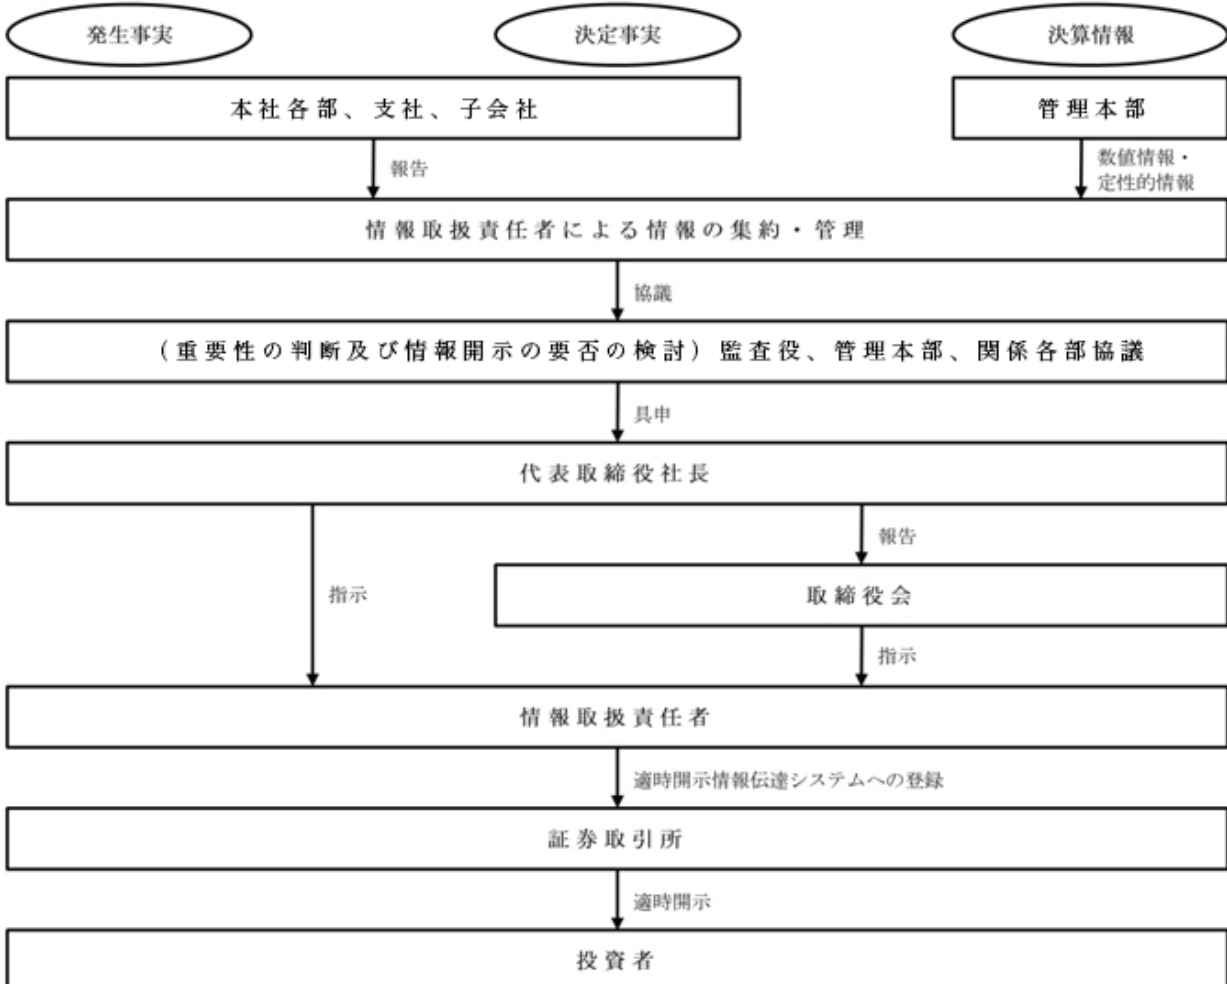 発生事実
決定事実
決算情報
本社各部、支社、子会社
管理本部
報告
数値情報・
定性的情報
情報取扱責任者による情報の集約・管理
協議
（重要性の判断及び情報開示の要否の検討）監査役、管理本部、関係各部協議
具申
代表取締役社長
報告
指示
取締役会
指示
情報取扱責任者
適時開示情報伝達システムへの登録
証券取引所
適時開示
投資者